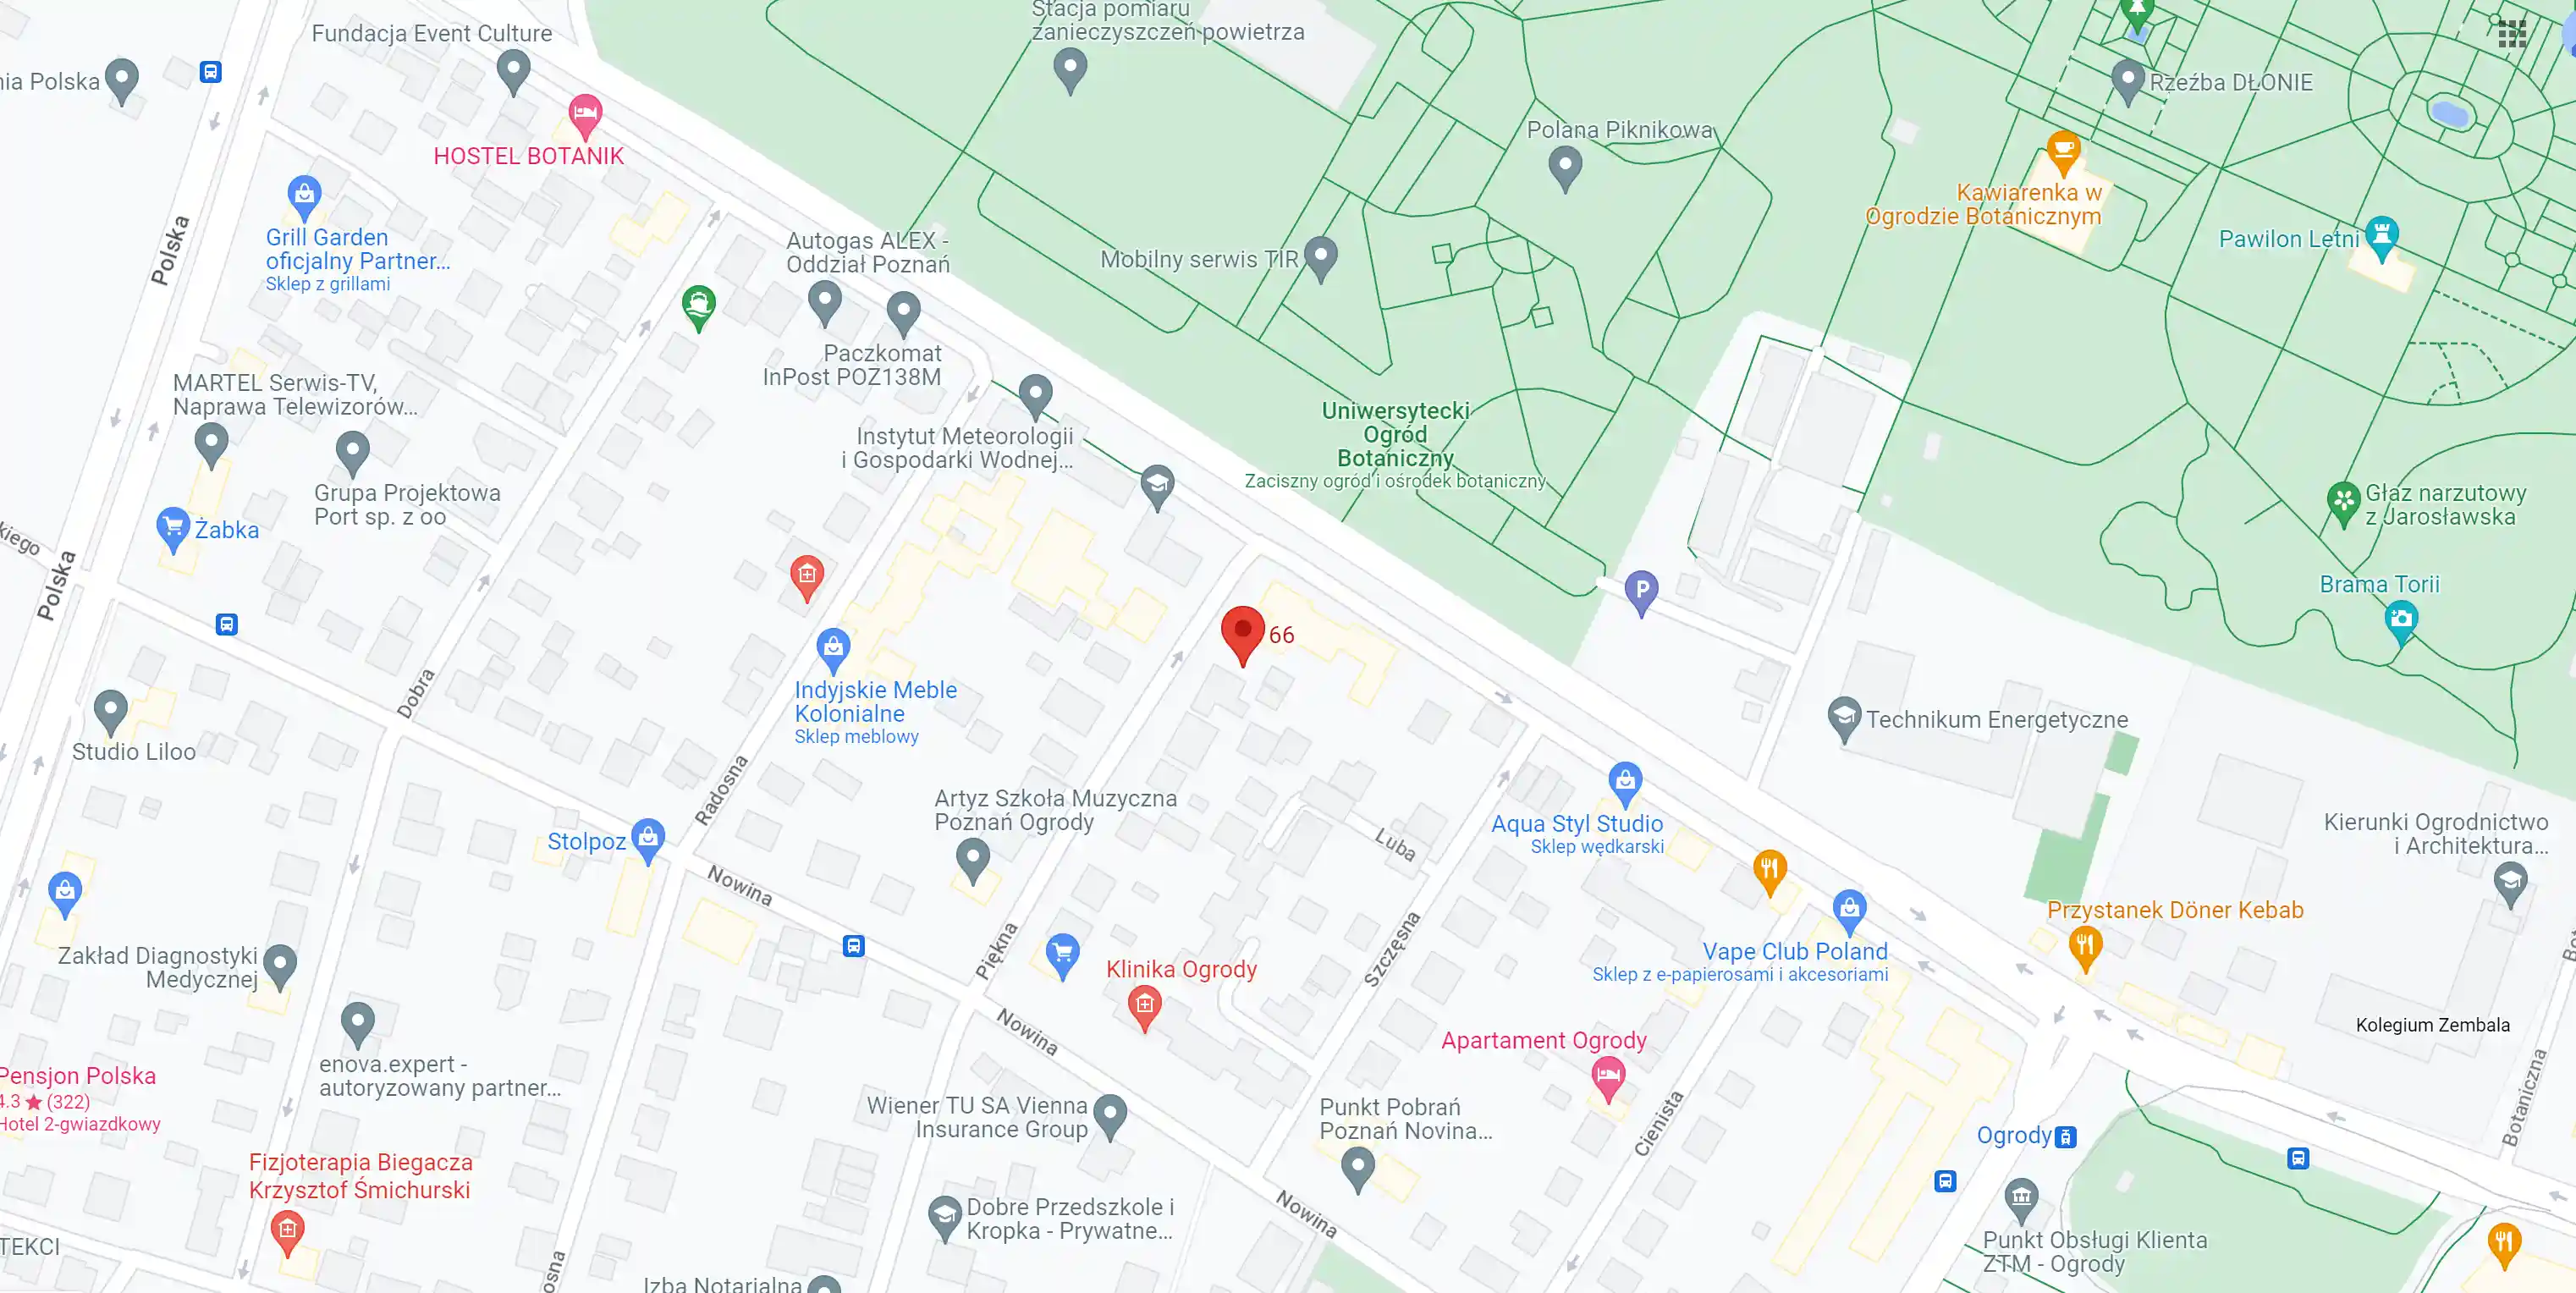 Stacja pomiaru
zanieczyszczeń powietrza
Fundacja Event Culture
nia Polska
HOSTEL BOTANIK
Rzeźba DŁONIE
Polana Piknikowa
Kawiarenka w
Ogrodzie Botanicznym
Pawilon Letni
Grill Garden
oficjalny Partner...
Sklep z grillami
Polska
Autogas ALEX -
Oddział Poznań
Mobilny serwis TIR
Paczkomat
InPost POZ138M
MARTEL Serwis-TV,
Naprawa Telewizorów...
Instytut Meteorologii
i Gospodarki Wodnej...
Uniwersytecki
Ogród
Botaniczny
Zaciszny ogród i ośrodek botaniczny
Grupa Projektowa
Port sp. z oo
Głaz narzutowy
z Jarosławska
Żabka
kiego
Polska
P
Brama Torii
66
Dobra
Indyjskie Meble
Kolonialne
Sklep meblowy
Technikum Energetyczne
Studio Liloo
Radosna
Artyz Szkoła Muzyczna
Poznań Ogrody
Luba
Aqua Styl Studio
Sklep wędkarski
Kierunki Ogrodnictwo
i Architektura...
Stolpoz
Nowina
Przystanek Döner Kebab
Piękna
Szczęsna
Vape Club Poland
Sklep z e-papierosami i akcesoriami
Zakład Diagnostyki
Medycznej
Klinika Ogrody
Bot
Nowina
Kolegium Zembala
Apartament Ogrody
enova.expert -
autoryzowany partner...
Pensjon Polska
4.3 ★ (322)
Hotel 2-gwiazdkowy
Wiener TU SA Vienna
Insurance Group
Punkt Pobrań
Poznań Novina...
Cienista
Botaniczna
Ogrody
Fizjoterapia Biegacza
Krzysztof Śmichurski
Nowina
Dobre Przedszkole i
Kropka - Prywatne...
Punkt Obsługi Klienta
ZTM - Ogrody
TEKCI
osna
Izba Notarialna